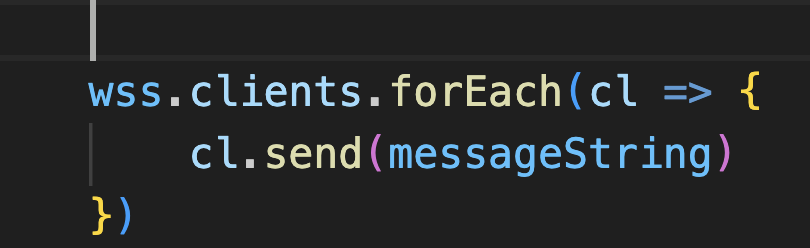 wss.clients.forEach(cl => {
    cl.send(messageString)
})